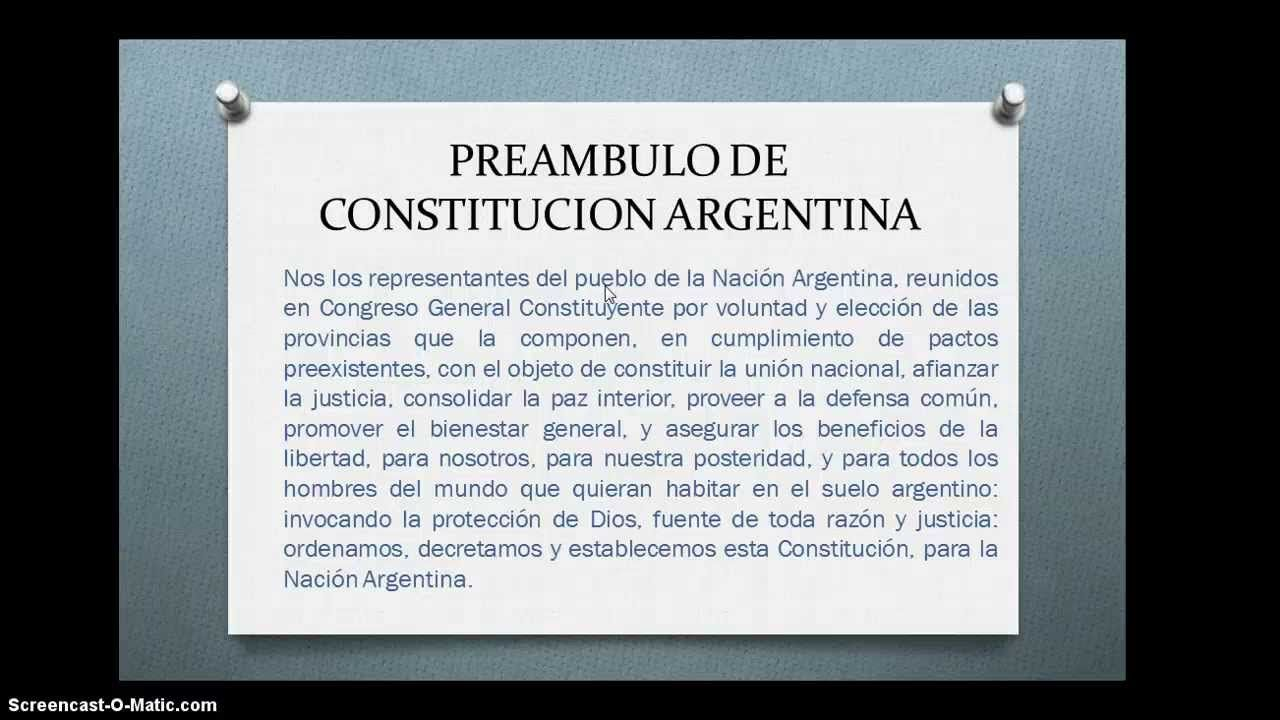 PREAMBULO DE
CONSTITUCION ARGENTINA
Nos los representantes del pueblo de la Nación Argentina, reunidos
en Congreso General Constituyente por voluntad y elección de las
provincias que la componen, en cumplimiento de pactos
preexistentes, con el objeto de constituir la unión nacional, afianzar
la justicia, consolidar la paz interior, proveer a la defensa común,
promover el bienestar general, y asegurar los beneficios de la
libertad, para nosotros, para nuestra posteridad, y para todos los
hombres del mundo que quieran habitar en el suelo argentino:
invocando la protección de Dios, fuente de toda razón y justicia:
ordenamos, decretamos y establecemos esta Constitución, para la
Nación Argentina.
Screencast-O-Matic.com